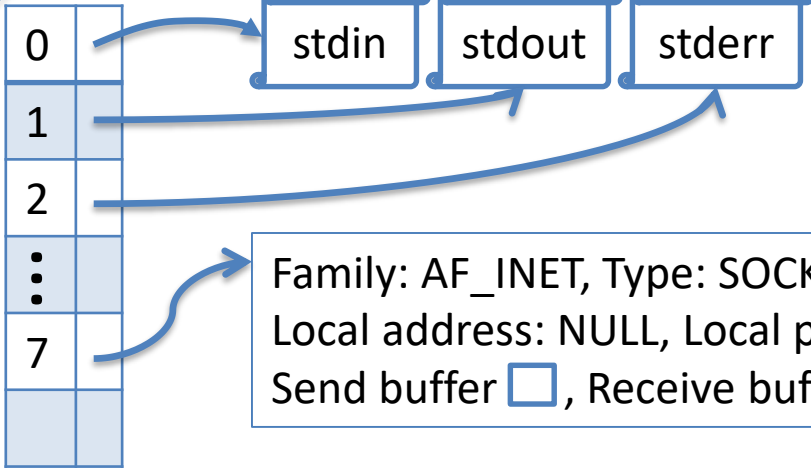 0
stdin
stdout
stderr
1
2
⋮
7
Family: AF_INET, Type: SOCK
Local address: NULL, Local p
Send buffer , Receive buf